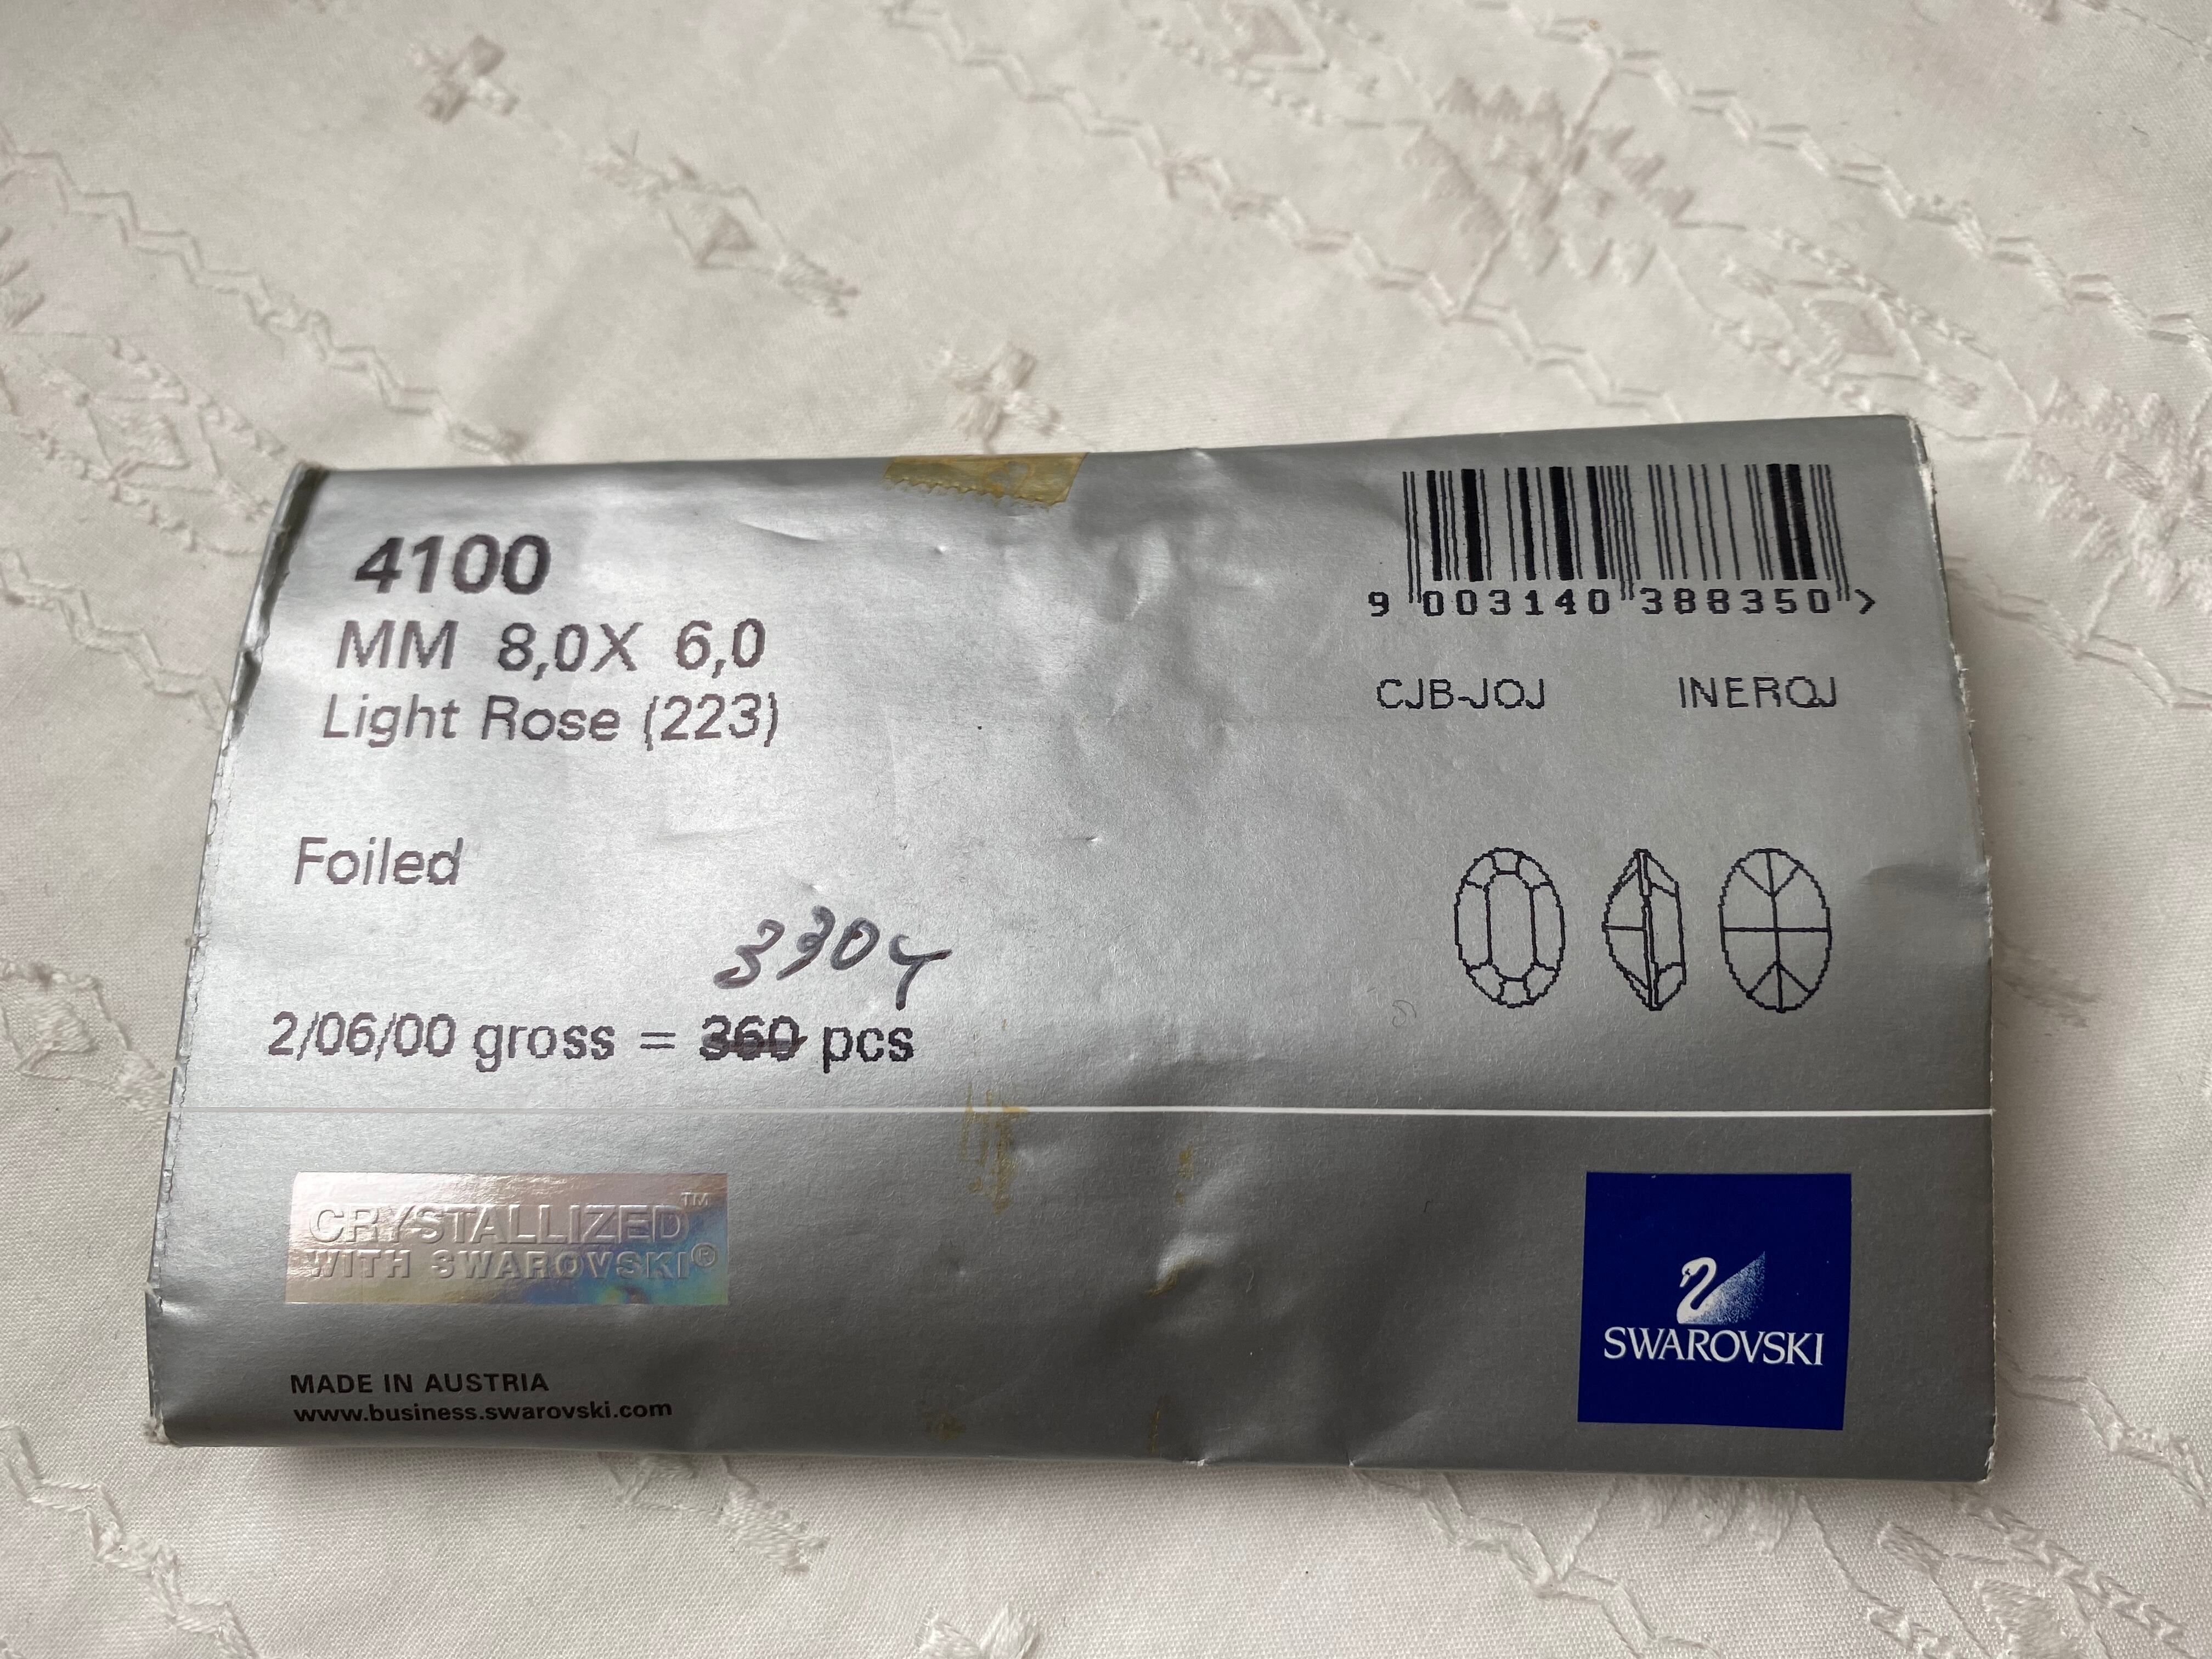 4100
MM 8,0X 6,0
Light Rose (223)
Foiled
330
2/06/00 gross = 360 pcs
9 003140 388350 >
CJB-JOJ INEROJ
CRYSTALLIZED™
WITH SWAROVSKI®
MADE IN AUSTRIA
www.business.swarovski.com
SWAROVSKI